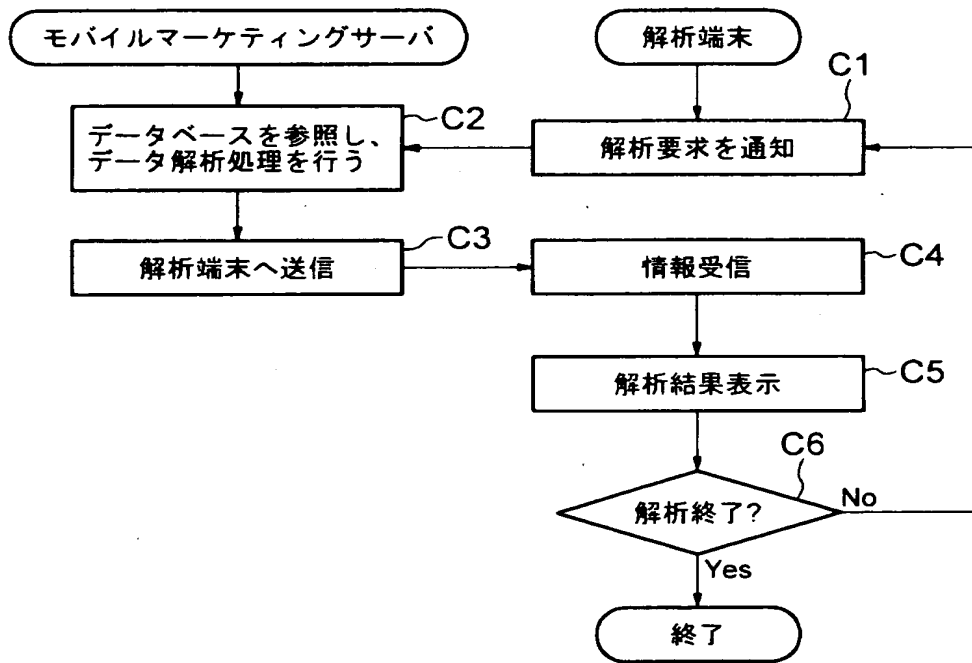 モバイルマーケティングサーバ
解析端末
C1
C2
データベースを参照し、
データ解析処理を行う
解析要求を通知
C3
解析端末へ送信
情報受信
C4
解析結果表示
C5
C6
解析終了?
No
Yes
終了